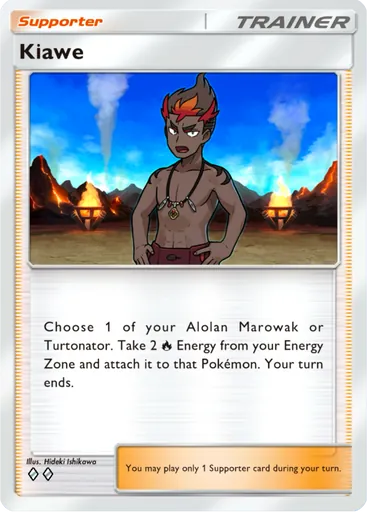 Supporter
TRAINER
Kiawe
Choose 1 of your Alolan Marowak or
Turtonator. Take 2 Energy from your Energy
Zone and attach it to that Pokémon. Your turn
ends.
Illus. Hideki Ishikawa
You may play only 1 Supporter card during your turn.